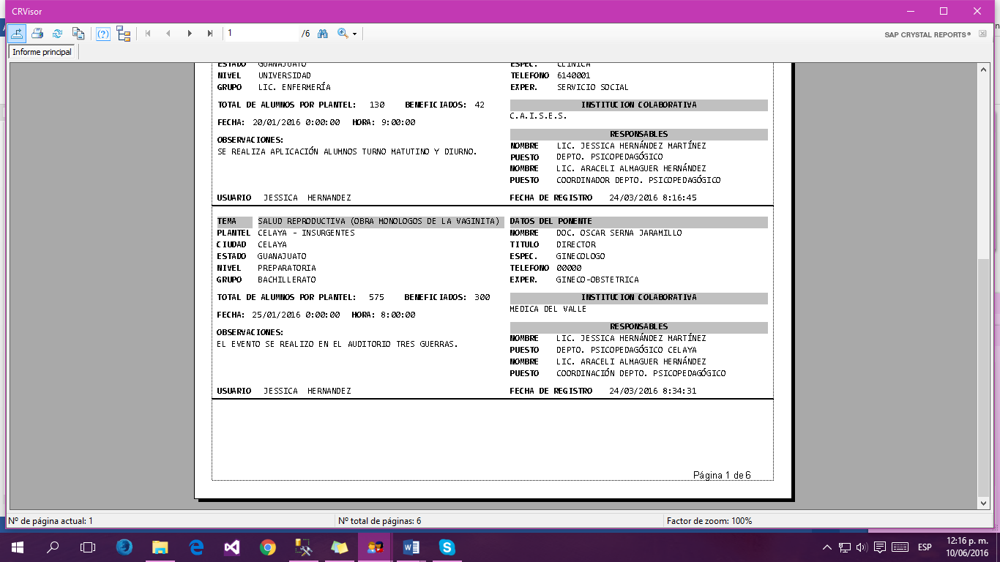 CRVisor
1 /6
SAP CRYSTAL REPORTS®
Informe principal
ESTADO GUANAJUATO
NIVEL UNIVERSIDAD
GRUPO LIC. ENFERMERÍA
TOTAL DE ALUMNOS POR PLANTEL: 130 BENEFICIADOS: 42
FECHA: 20/01/2016 0:00:00 HORA: 9:00:00
OBSERVACIONES:
SE REALIZA APLICACIÓN ALUMNOS TURNO MATUTINO Y DIURNO.
USUARIO JESSICA HERNANDEZ
ESPEC. CLINICA
TELEFONO 6140001
EXPER. SERVICIO SOCIAL
INSTITUCION COLABORATIVA
C.A.I.S.E.S.
RESPONSABLES
NOMBRE LIC. JESSICA HERNÁNDEZ MARTÍNEZ
PUESTO DEPTO. PSICOPEDAGÓGICO
NOMBRE LIC. ARACELI ALMAGUER HERNÁNDEZ
PUESTO COORDINADOR DEPTO. PSICOPEDAGÓGICO
FECHA DE REGISTRO 24/03/2016 8:16:45
TEMA SALUD REPRODUCTIVA (OBRA MONOLOGOS DE LA VAGINITA)
PLANTEL CELAYA - INSURGENTES
CIUDAD CELAYA
ESTADO GUANAJUATO
NIVEL PREPARATORIA
GRUPO BACHILLERATO
TOTAL DE ALUMNOS POR PLANTEL: 575 BENEFICIADOS: 300
FECHA: 25/01/2016 0:00:00 HORA: 8:00:00
OBSERVACIONES:
EL EVENTO SE REALIZO EN EL AUDITORIO TRES GUERRAS.
USUARIO JESSICA HERNANDEZ
DATOS DEL PONENTE
NOMBRE DOC. OSCAR SERNA JARAMILLO
TITULO DIRECTOR
ESPEC. GINECOLOGO
TELEFONO 00000
EXPER. GINECO-OBSTETRICA
INSTITUCION COLABORATIVA
MEDICA DEL VALLE
RESPONSABLES
NOMBRE LIC. JESSICA HERNÁNDEZ MARTÍNEZ
PUESTO DEPTO. PSICOPEDAGÓGICO CELAYA
NOMBRE LIC. ARACELI ALMAGUER HERNÁNDEZ
PUESTO COORDINACIÓN DEPTO. PSICOPEDAGÓGICO
FECHA DE REGISTRO 24/03/2016 8:34:31
Página 1 de 6
Nº de página actual: 1 Nº total de páginas: 6 Factor de zoom: 100%
ESP
12:16 p. m.
10/06/2016